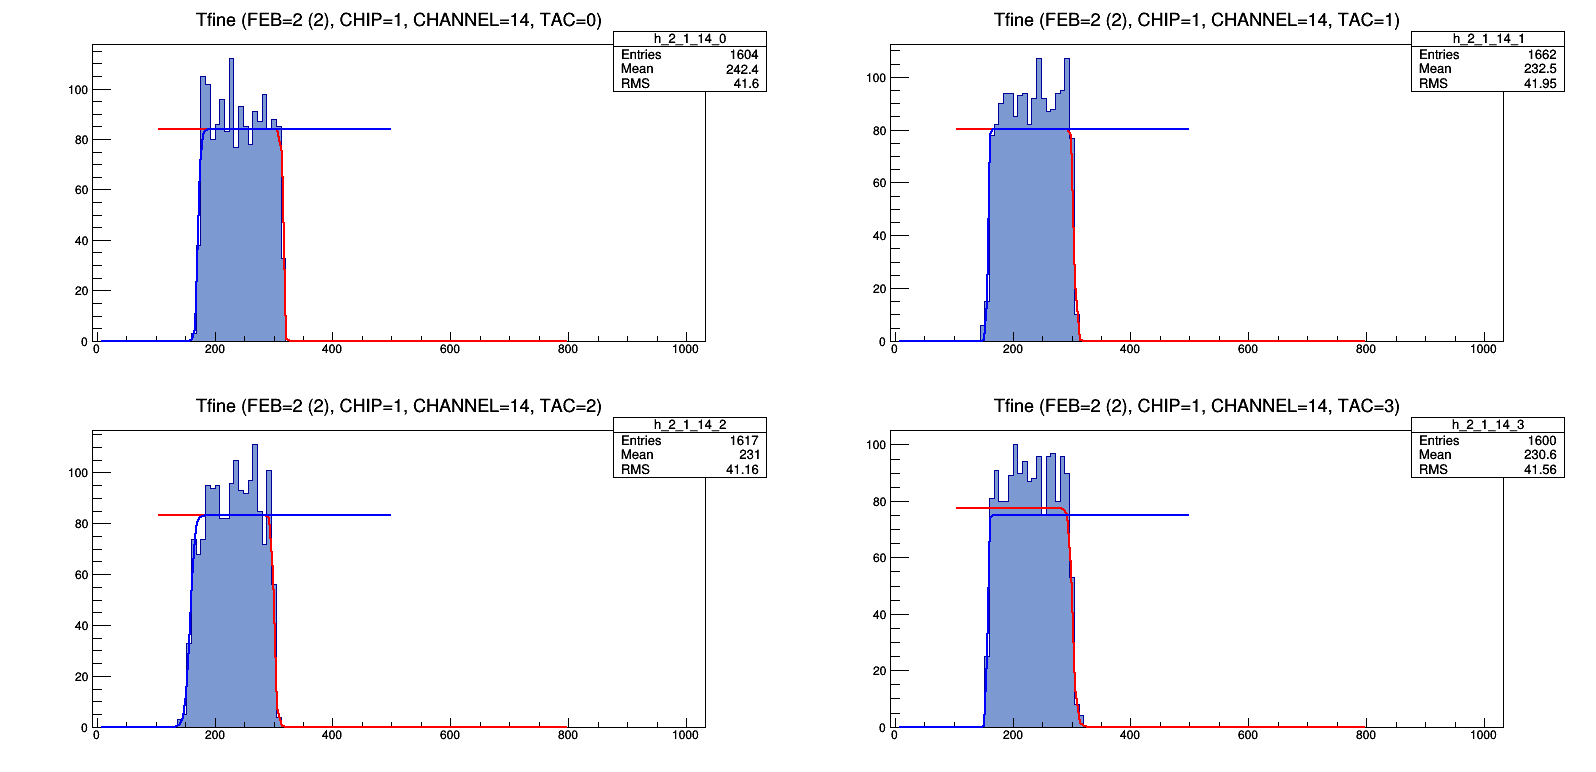 Tfine (FEB=2 (2), CHIP=1, CHANNEL=14, TAC=0)
h_2_1_14_0
Entries 1604
Mean 242.4
RMS 41.6
100
80
60
40
20
0
0 200 400 600 800 1000
Tfine (FEB=2 (2), CHIP=1, CHANNEL=14, TAC=1)
h_2_1_14_1
Entries 1662
Mean 232.5
RMS 41.95
100
80
60
40
20
0
0 200 400 600 800 1000
Tfine (FEB=2 (2), CHIP=1, CHANNEL=14, TAC=2)
h_2_1_14_2
Entries 1617
Mean 231
RMS 41.16
100
80
60
40
20
0
0 200 400 600 800 1000
Tfine (FEB=2 (2), CHIP=1, CHANNEL=14, TAC=3)
h_2_1_14_3
Entries 1600
Mean 230.6
RMS 41.56
100
80
60
40
20
0
0 200 400 600 800 1000